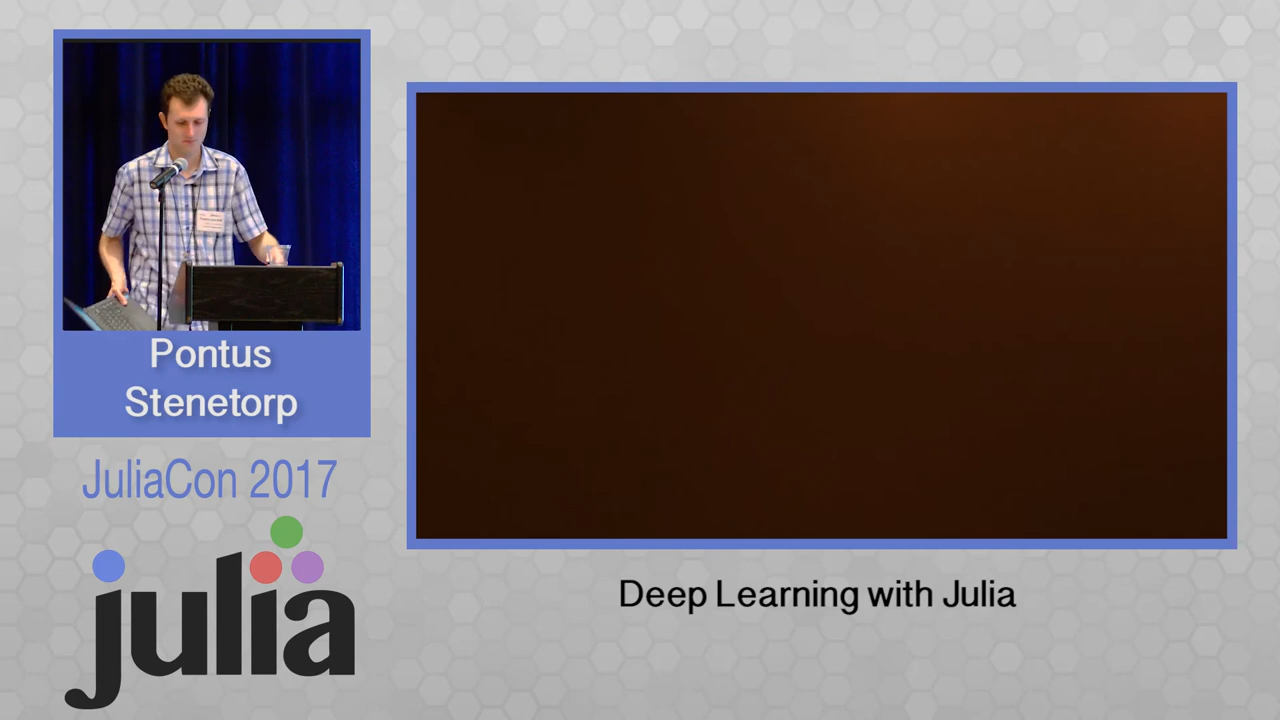 Pontus
Stenetorp
JuliaCon 2017
julia
Deep Learning with Julia